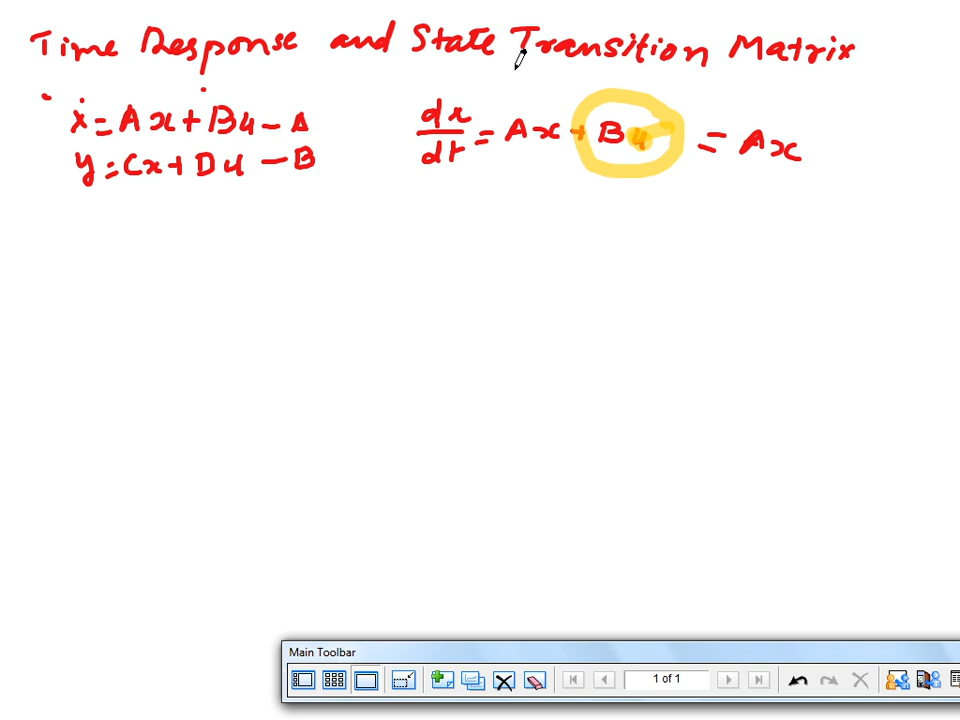 Time Response and State Transition Matrix
ẋ = Ax + Bu - A
y = Cx + Du - B
dx/dt = Ax + Bu = Ax
Main Toolbar
1 of 1